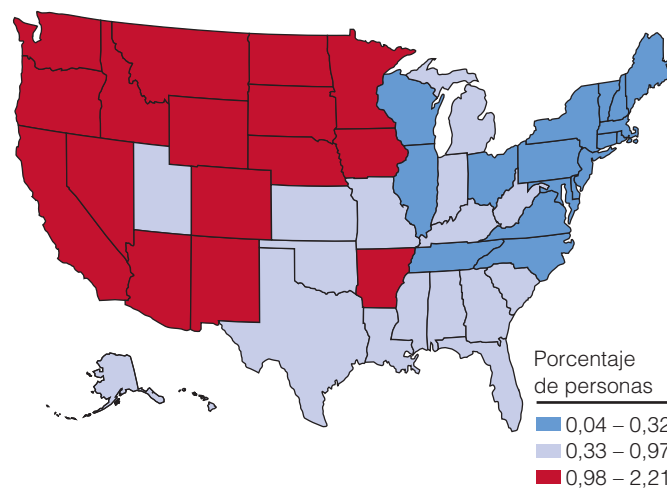 Porcentaje
de personas
0,04 – 0,32
0,33 – 0,97
0,98 – 2,21